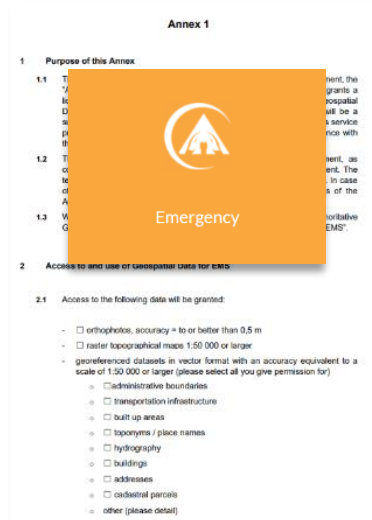 Annex 1
1 Purpose of this Annex
1.1 ment, the
grants a
eospatial
will be a
service
nce with
1.2 ment, as
ent. The
In case
s of the
1.3 horitative
EMS".
Emergency
2 Access to and use of Geospatial Data for EMS
2.1 Access to the following data will be granted:
- ☐ orthophotos, accuracy = to or better than 0,5 m
- ☐ raster topographical maps 1:50 000 or larger
- georeferenced datasets in vector format with an accuracy equivalent to a
scale of 1:50 000 or larger (please select all you give permission for)
o ☐administrative boundaries
o ☐ transportation infrastructure
o ☐ built up areas
o ☐ toponyms / place names
o ☐ hydrography
o ☐ buildings
o ☐ addresses
o ☐ cadastral parcels
o other (please detail)